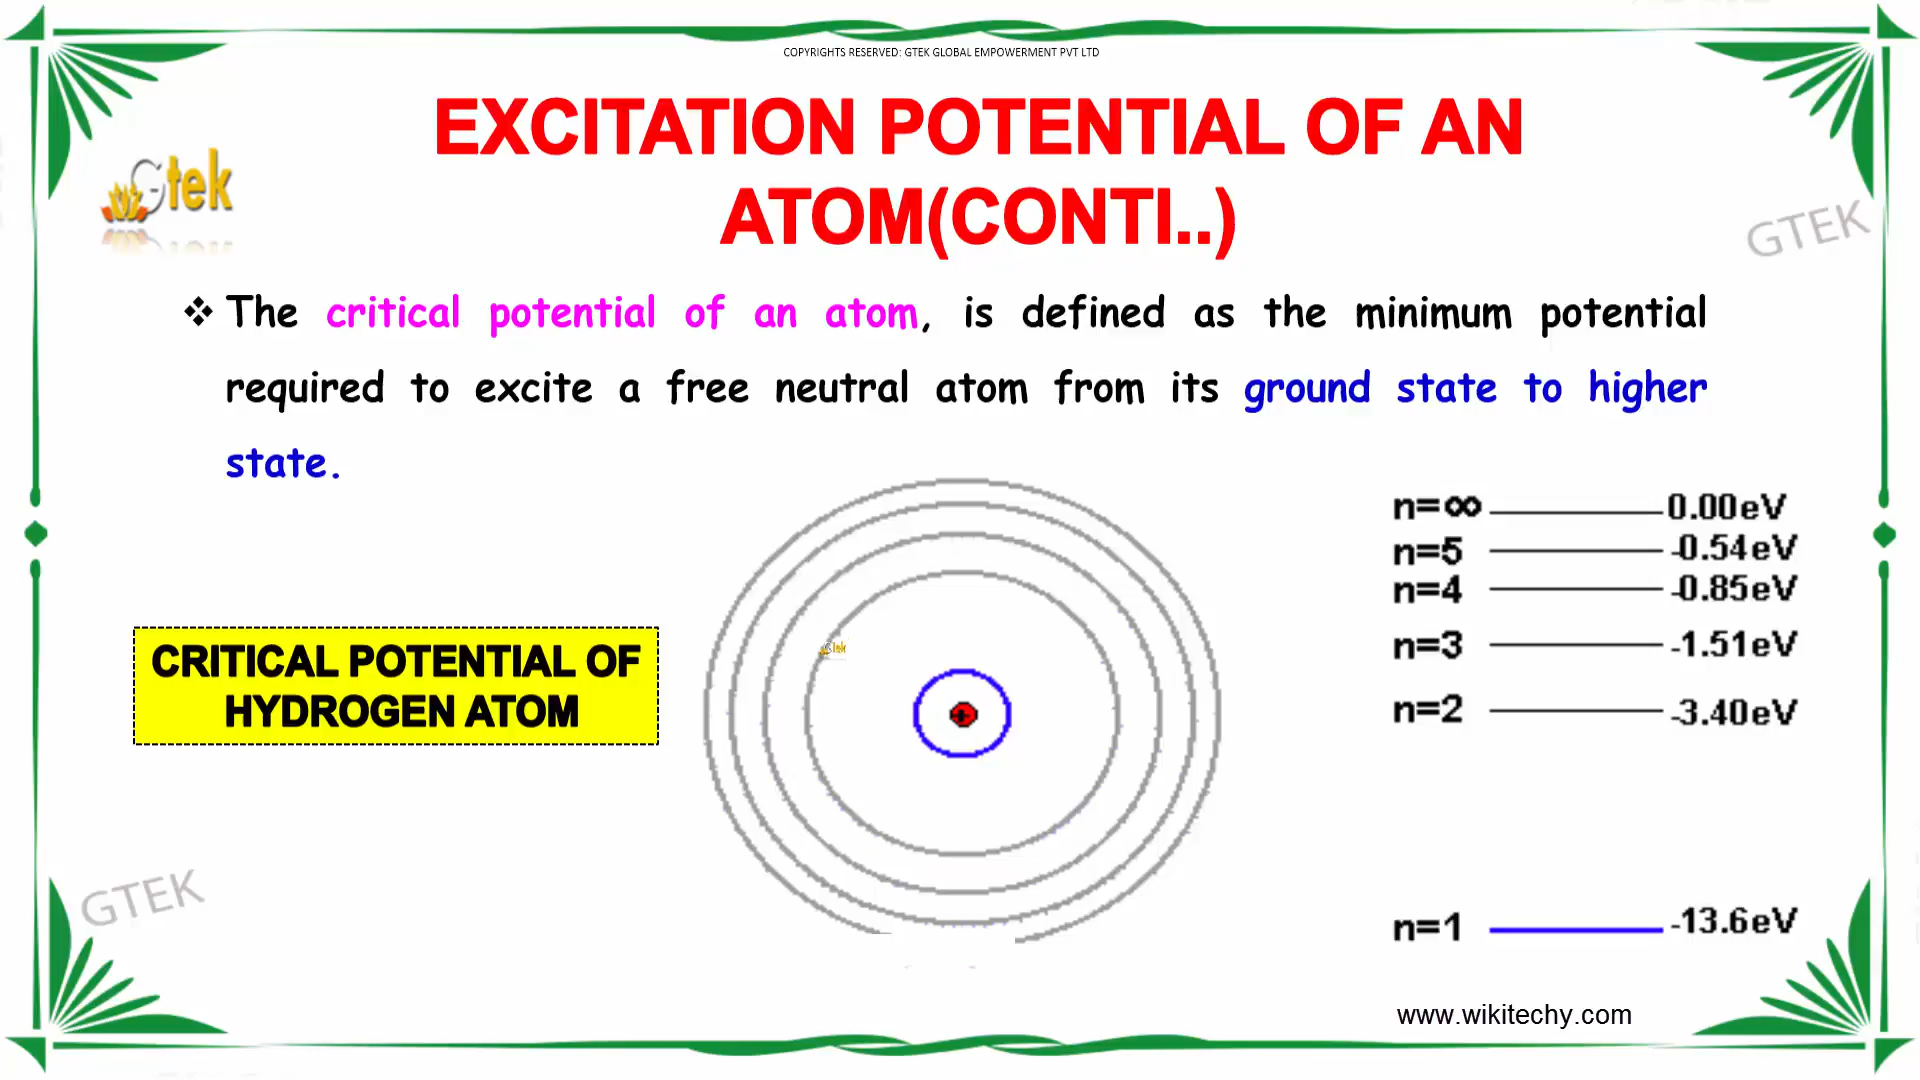 COPYRIGHTS RESERVED: GTEK GLOBAL EMPOWERMENT PVT LTD
EXCITATION POTENTIAL OF AN
ATOM(CONTI..)
Gtek
GTEK
❖ The critical potential of an atom, is defined as the minimum potential
required to excite a free neutral atom from its ground state to higher
state.
n=∞ 0.00eV
n=5 -0.54eV
n=4 -0.85eV
n=3 -1.51eV
n=2 -3.40eV
n=1 -13.6eV
CRITICAL POTENTIAL OF
HYDROGEN ATOM
Gtek
+
GTEK
www.wikitechy.com